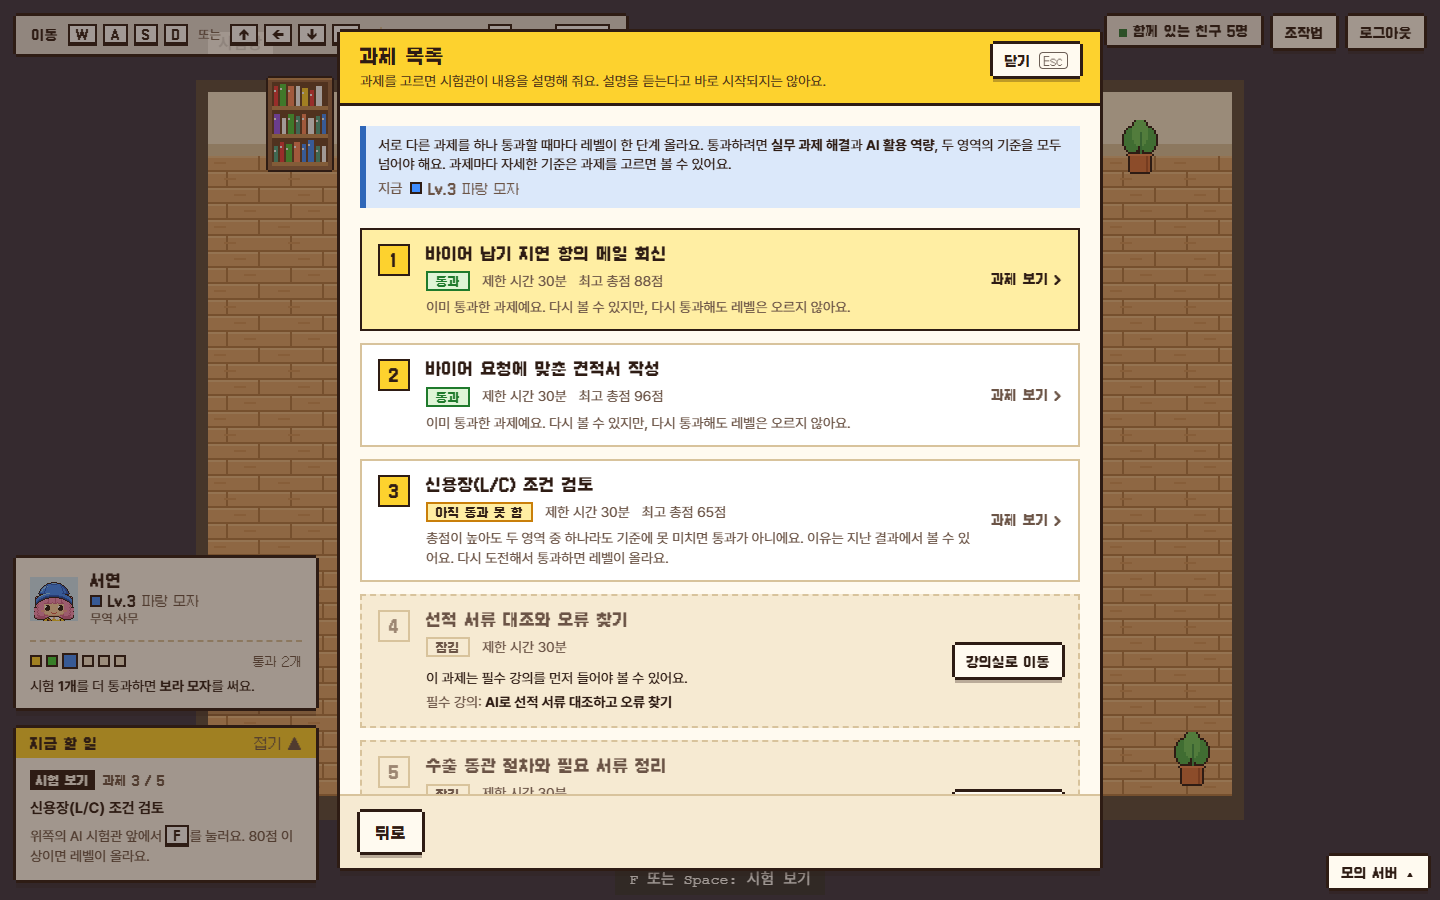 이동 W A S D 또는 ↑ ← ↓
함께 있는 친구 5명
조작법
로그아웃
과제 목록
닫기 Esc
과제를 고르면 시험관이 내용을 설명해 줘요. 설명을 듣는다고 바로 시작되지는 않아요.
서로 다른 과제를 하나 통과할 때마다 레벨이 한 단계 올라요. 통과하려면 실무 과제 해결과 AI 활용 역량, 두 영역의 기준을 모두
넘어야 해요. 과제마다 자세한 기준은 과제를 고르면 볼 수 있어요.
지금 Lv.3 파랑 모자
1 바이어 납기 지연 항의 메일 회신
통과 제한 시간 30분 최고 총점 88점
이미 통과한 과제예요. 다시 볼 수 있지만, 다시 통과해도 레벨은 오르지 않아요.
과제 보기 >
2 바이어 요청에 맞춘 견적서 작성
통과 제한 시간 30분 최고 총점 96점
이미 통과한 과제예요. 다시 볼 수 있지만, 다시 통과해도 레벨은 오르지 않아요.
과제 보기 >
3 신용장(L/C) 조건 검토
아직 통과 못 함 제한 시간 30분 최고 총점 65점
총점이 높아도 두 영역 중 하나라도 기준에 못 미치면 통과가 아니에요. 이유는 지난 결과에서 볼 수 있
어요. 다시 도전해서 통과하면 레벨이 올라요.
과제 보기 >
4 선적 서류 대조와 오류 찾기
잠김 제한 시간 30분
이 과제는 필수 강의를 먼저 들어야 볼 수 있어요.
필수 강의: AI로 선적 서류 대조하고 오류 찾기
강의실로 이동
5 수출 통관 절차와 필요 서류 정리
잠김 제한 시간 30분
뒤로
서연
Lv.3 파랑 모자
무역 사무
통과 2개
시험 1개를 더 통과하면 보라 모자를 써요.
지금 할 일
접기 ▲
시험 보기 과제 3 / 5
신용장(L/C) 조건 검토
위쪽의 AI 시험관 앞에서 F 를 눌러요. 80점 이
상이면 레벨이 올라요.
F 또는 Space: 시험 보기
모의 서버 ▲